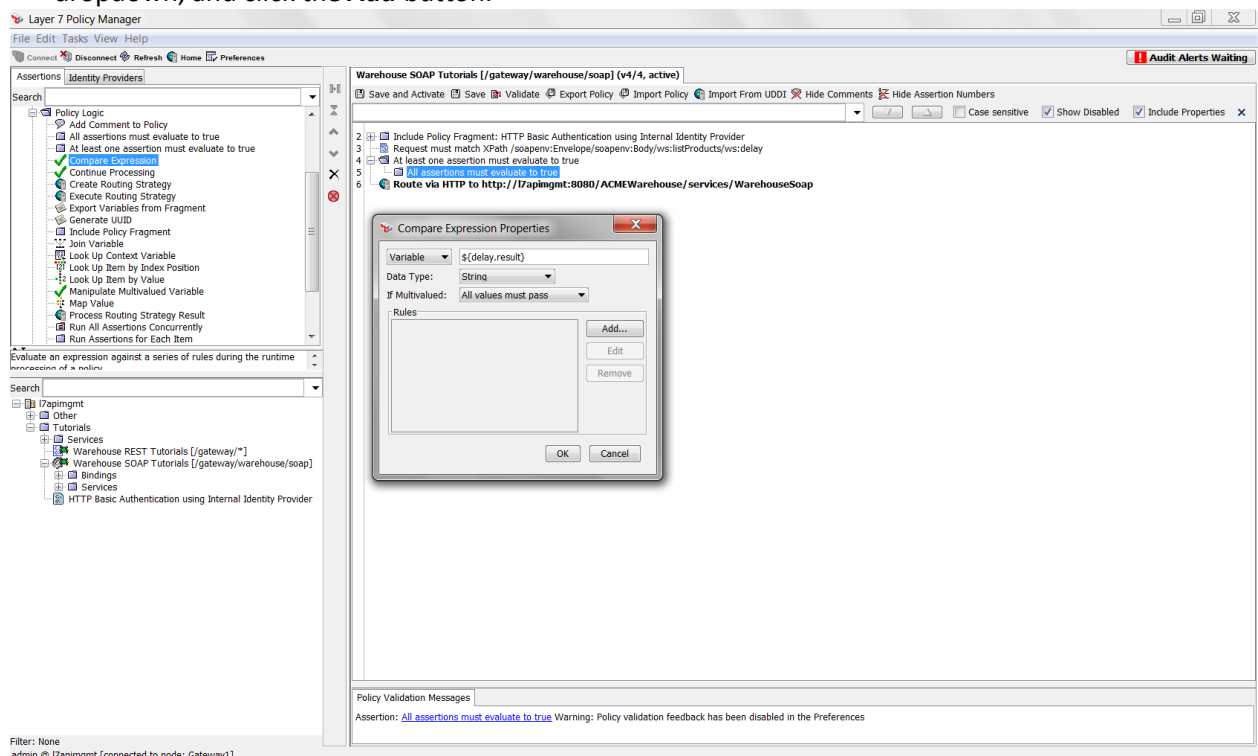 dropdown, and click the Add button.
Layer 7 Policy Manager
File Edit Tasks View Help
Connect Disconnect Refresh Home Preferences
Audit Alerts Waiting
Assertions Identity Providers
Search
Policy Logic
Add Comment to Policy
All assertions must evaluate to true
At least one assertion must evaluate to true
Compare Expression
Continue Processing
Create Routing Strategy
Execute Routing Strategy
Export Variables from Fragment
Generate UUID
Include Policy Fragment
Join Variable
Look Up Context Variable
Look Up Item by Index Position
Look Up Item by Value
Manipulate Multivalued Variable
Map Value
Process Routing Strategy Result
Run All Assertions Concurrently
Run Assertions for Each Item
Evaluate an expression against a series of rules during the runtime
processing of a policy
Search
l7apimgmt
Other
Tutorials
Services
Warehouse REST Tutorials [/gateway/*]
Warehouse SOAP Tutorials [/gateway/warehouse/soap]
Bindings
Services
HTTP Basic Authentication using Internal Identity Provider
Filter: None
admin @ l7apimgmt [connected to node: Gateway1]
Warehouse SOAP Tutorials [/gateway/warehouse/soap] (v4/4, active)
Save and Activate Save Validate Export Policy Import Policy Import From UDDI Hide Comments Hide Assertion Numbers
Case sensitive Show Disabled Include Properties X
2 Include Policy Fragment: HTTP Basic Authentication using Internal Identity Provider
3 Request must match XPath /soapenv:Envelope/soapenv:Body/ws:listProducts/ws:delay
4 At least one assertion must evaluate to true
5 All assertions must evaluate to true
6 Route via HTTP to http://l7apimgmt:8080/ACMEWarehouse/services/WarehouseSoap
Compare Expression Properties
Variable ${delay.result}
Data Type: String
If Multivalued: All values must pass
Rules
Add...
Edit
Remove
OK Cancel
Policy Validation Messages
Assertion: All assertions must evaluate to true Warning: Policy validation feedback has been disabled in the Preferences